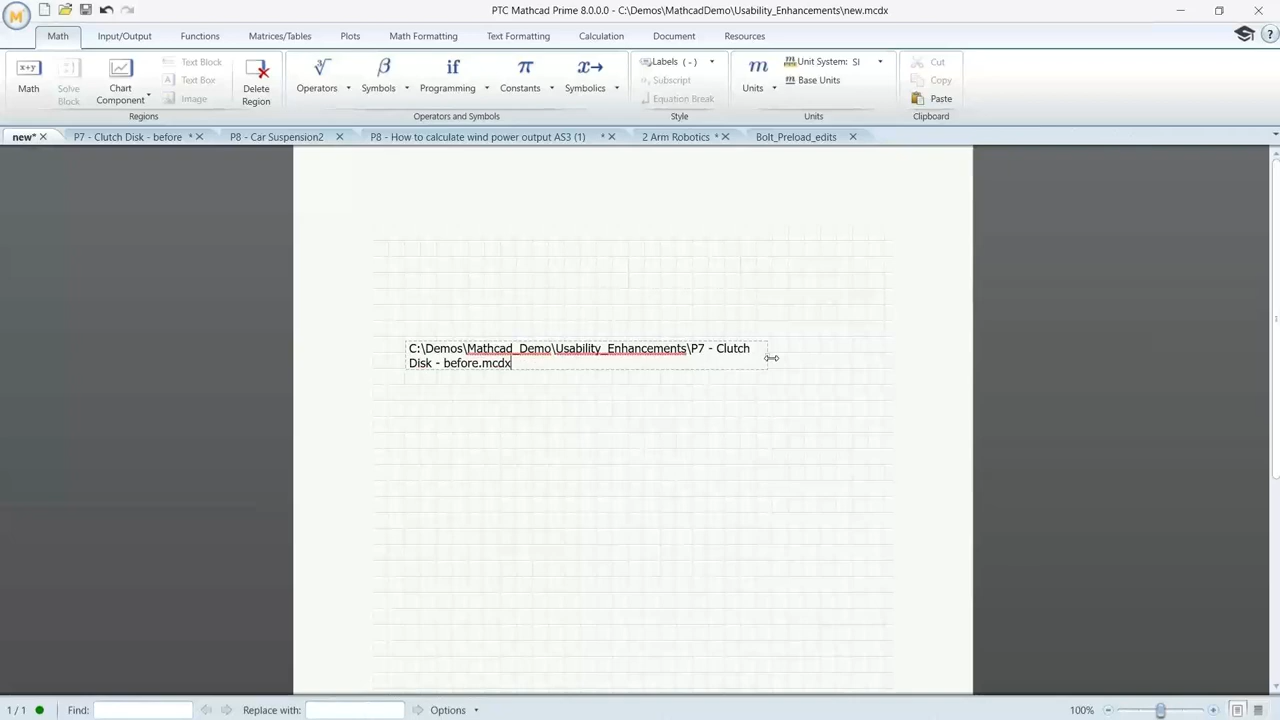 PTC Mathcad Prime 8.0.0.0 - C:\Demos\MathcadDemo\Usability_Enhancements\new.mcdx
Math Input/Output Functions Matrices/Tables Plots Math Formatting Text Formatting Calculation Document Resources
Math
Solve Block
Chart Component
Text Block
Text Box
Image
Delete Region
Regions
Operators
Symbols
Programming
Constants
Symbolics
Operators and Symbols
Labels ( - )
Subscript
Equation Break
Style
Units
Unit System: SI
Base Units
Units
Cut
Copy
Paste
Clipboard
new* P7 - Clutch Disk - before * P8 - Car Suspension2 P8 - How to calculate wind power output AS3 (1) * 2 Arm Robotics * Bolt_Preload_edits
C:\Demos\Mathcad_Demo\Usability_Enhancements\P7 - Clutch
Disk - before.mcdx
1 / 1 Find: Replace with: Options 100%